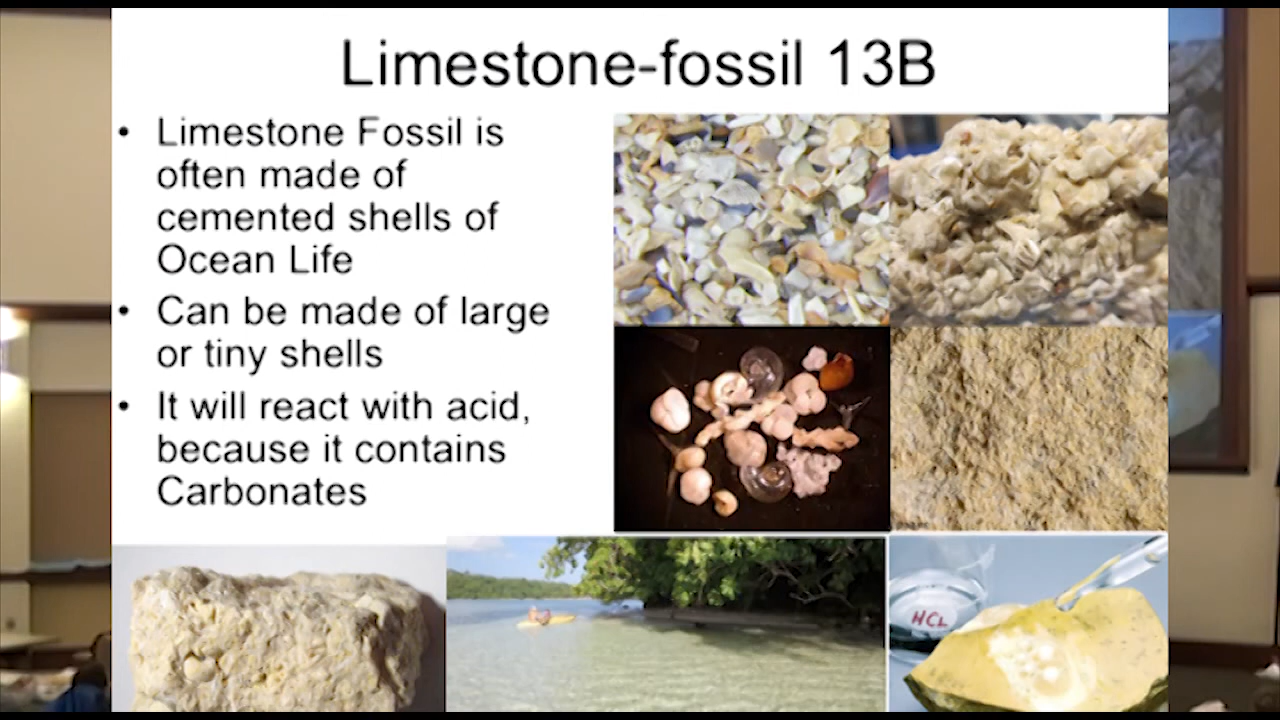 Limestone-fossil 13B
• Limestone Fossil is
often made of
cemented shells of
Ocean Life
• Can be made of large
or tiny shells
• It will react with acid,
because it contains
Carbonates
HCL